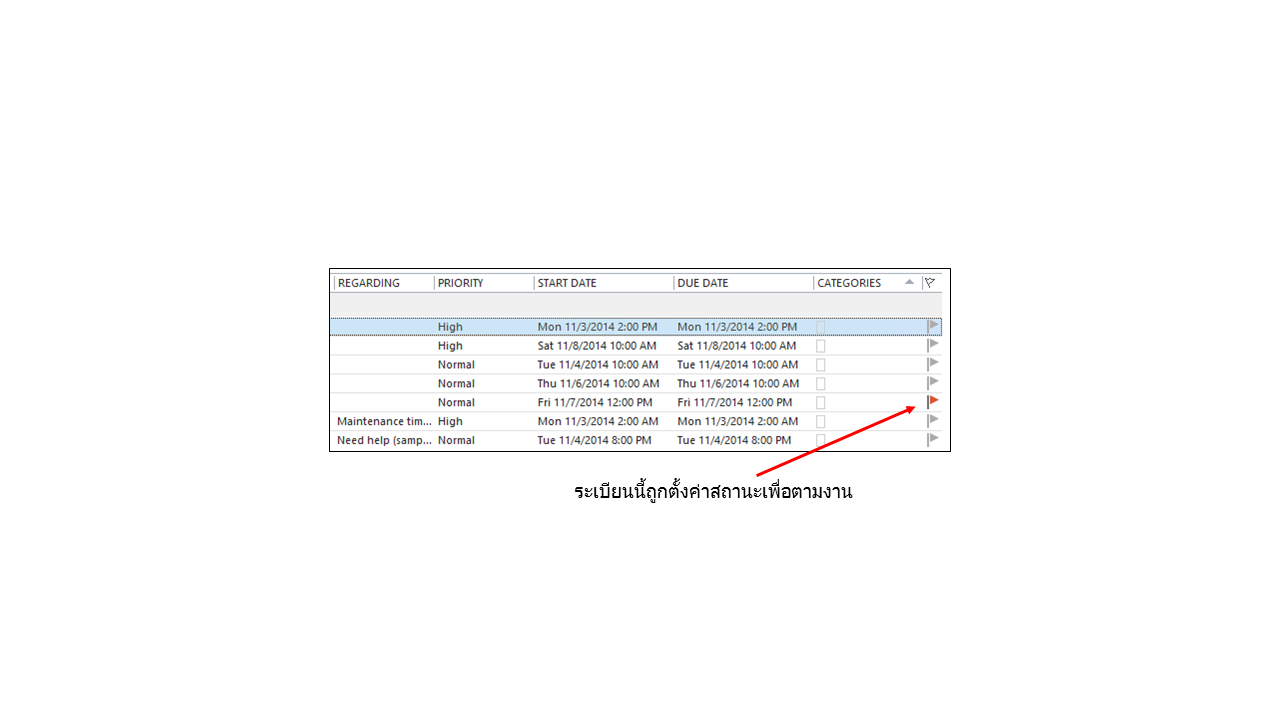 REGARDING PRIORITY START DATE DUE DATE CATEGORIES
High Mon 11/3/2014 2:00 PM Mon 11/3/2014 2:00 PM
High Sat 11/8/2014 10:00 AM Sat 11/8/2014 10:00 AM
Normal Tue 11/4/2014 10:00 AM Tue 11/4/2014 10:00 AM
Normal Thu 11/6/2014 10:00 AM Thu 11/6/2014 10:00 AM
Normal Fri 11/7/2014 12:00 PM Fri 11/7/2014 12:00 PM
Maintenance tim... High Mon 11/3/2014 2:00 AM Mon 11/3/2014 2:00 AM
Need help (samp... Normal Tue 11/4/2014 8:00 PM Tue 11/4/2014 8:00 PM
ระเบียนนี้ถูกตั้งค่าสถานะเพื่อตามงาน